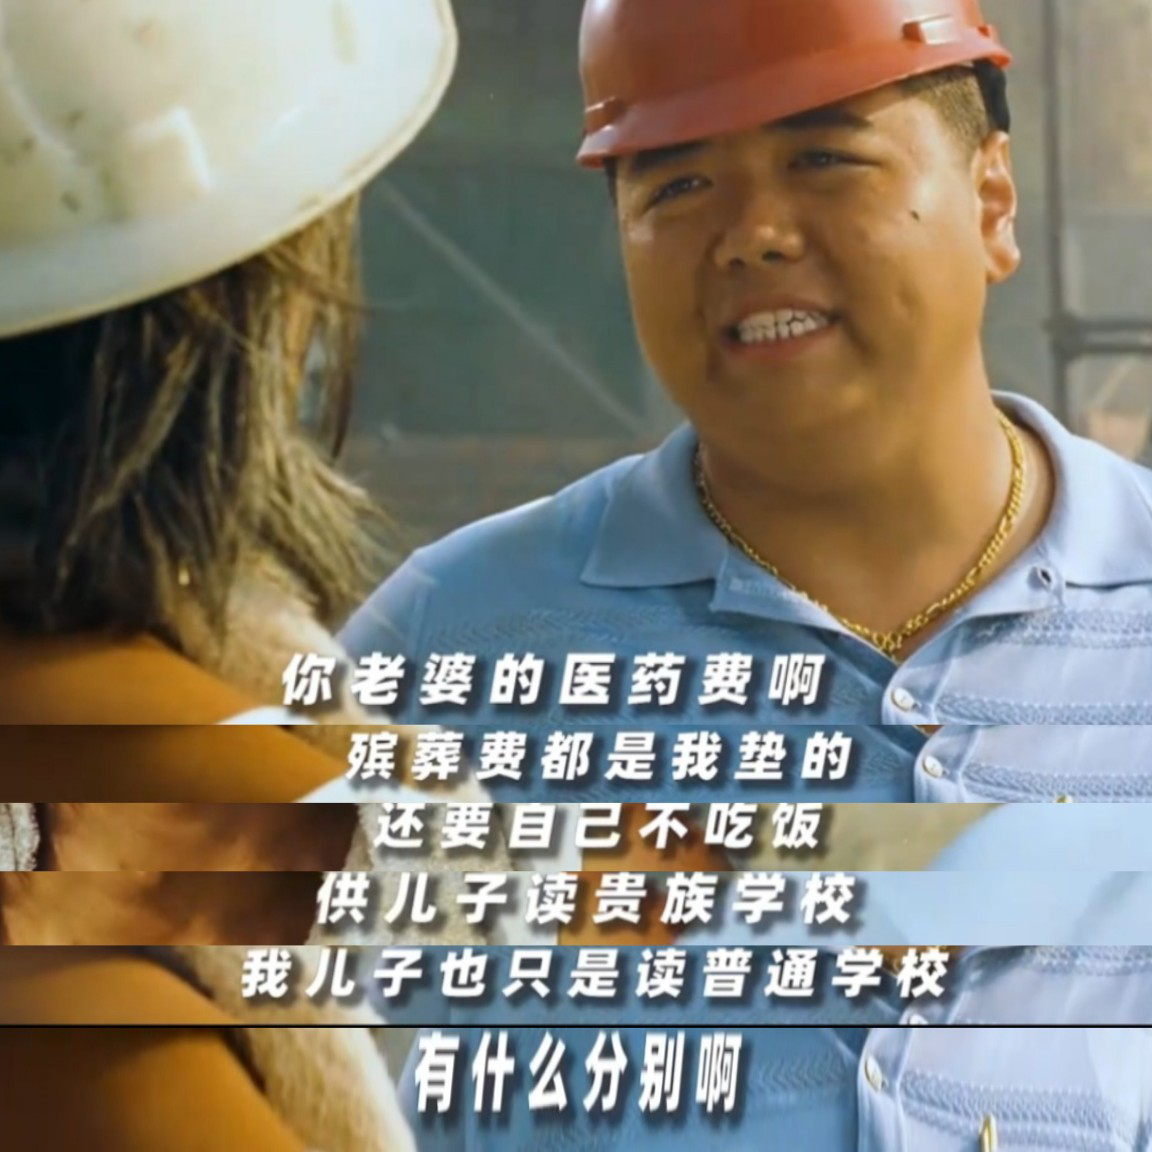 你老婆的医药费啊
殡葬费都是我垫的
还要自己不吃饭
供儿子读贵族学校
我儿子也只是读普通学校
有什么分别啊